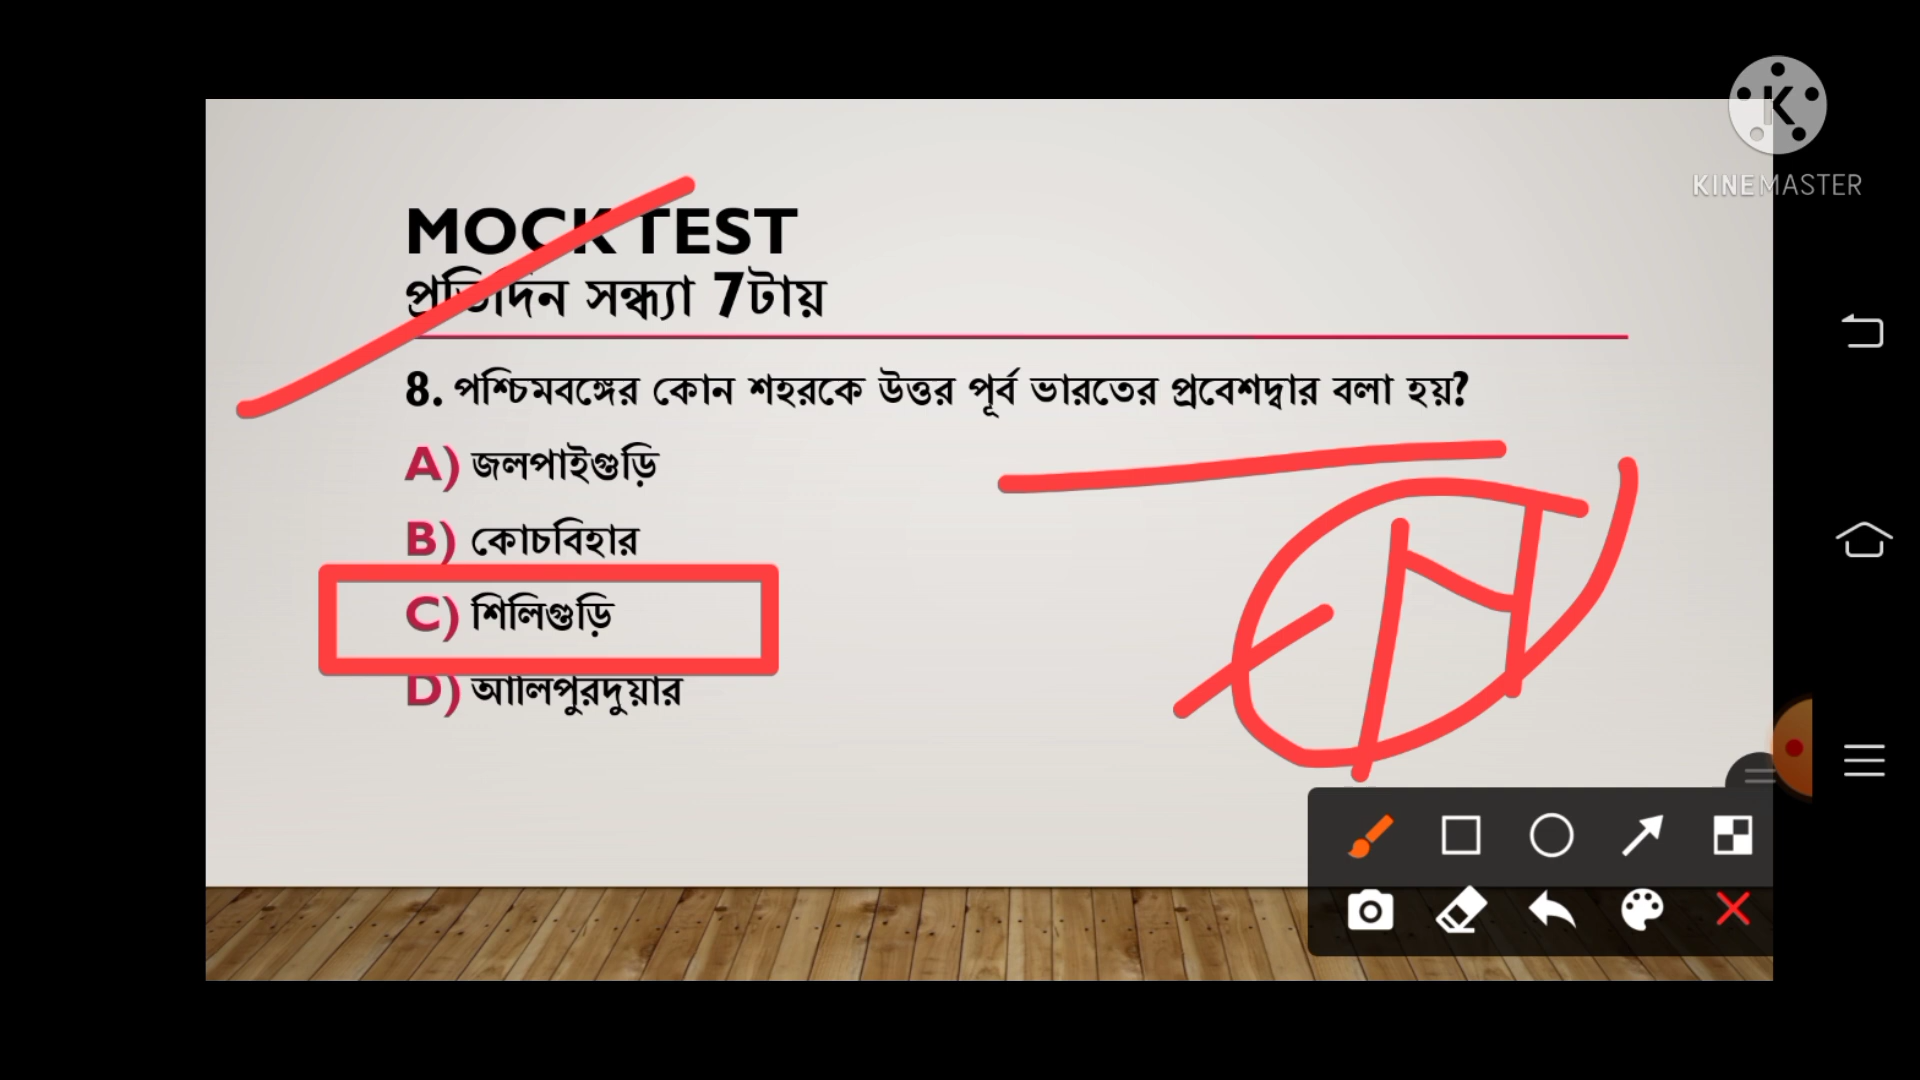 KINEMASTER
MOCK TEST
প্রতিদিন সন্ধ্যা 7টায়
8. পশ্চিমবঙ্গের কোন শহরকে উত্তর পূর্ব ভারতের প্রবেশদ্বার বলা হয়?
A) জলপাইগুড়ি
B) কোচবিহার
C) শিলিগুড়ি
D) আলিপুরদুয়ার